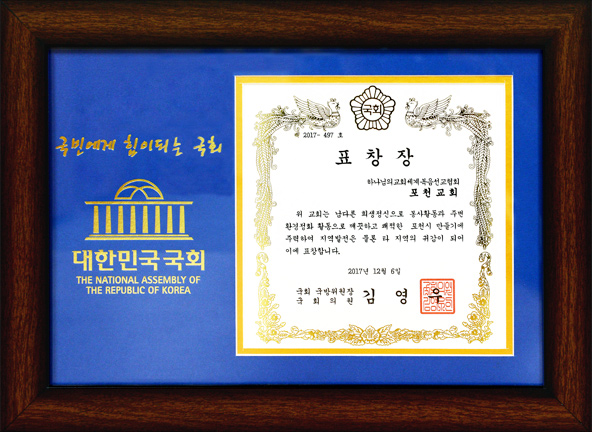 국민에게 힘이되는 국회
대한민국국회
THE NATIONAL ASSEMBLY OF
THE REPUBLIC OF KOREA
국회
제 2017- 497 호
표 창 장
하나님의교회세계복음선교협회
포천교회
위 교회는 남다른 희생정신으로 봉사활동과 주변
환경정화 활동으로 깨끗하고 쾌적한 포천시 만들기에
주력하여 지역발전은 물론 타 지역의 귀감이 되어
이에 표창합니다.
2017년 12월 6일
국회 국방위원장
국 회 의 원 김 영 우